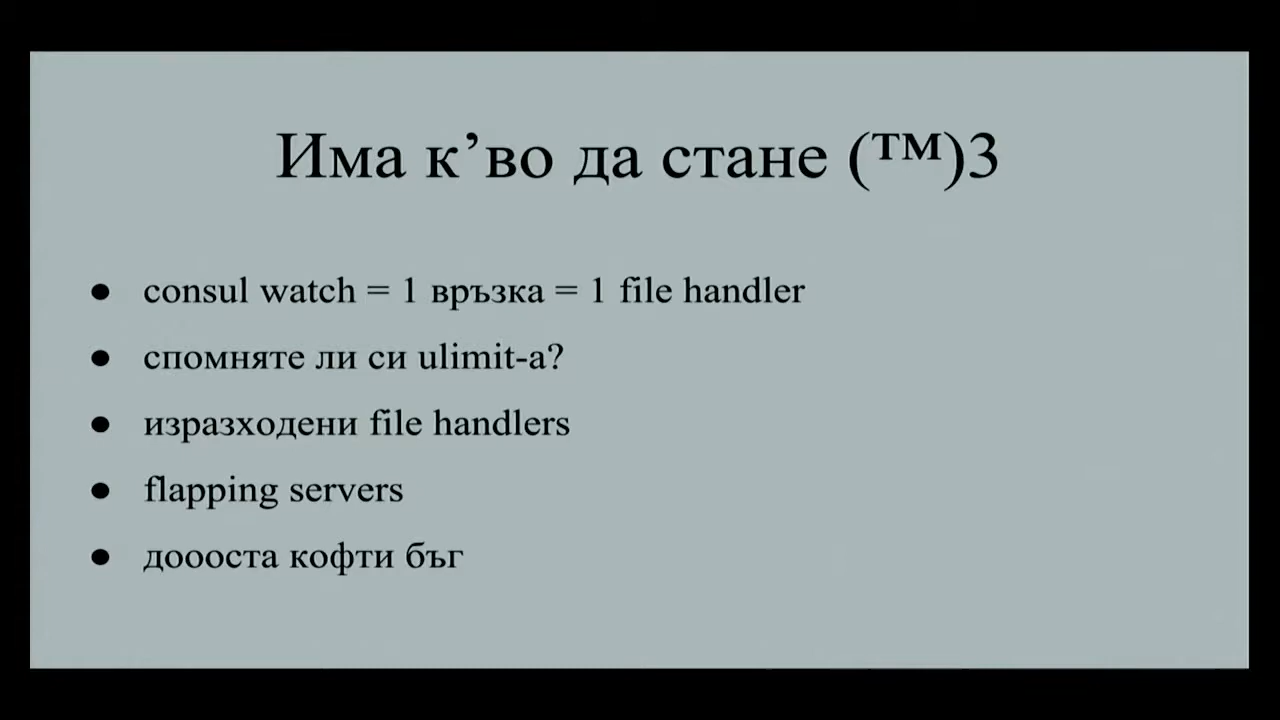 Има к’во да стане (™)3
● consul watch = 1 връзка = 1 file handler
● спомняте ли си ulimit-a?
● изразходени file handlers
● flapping servers
● доооста кофти бъг